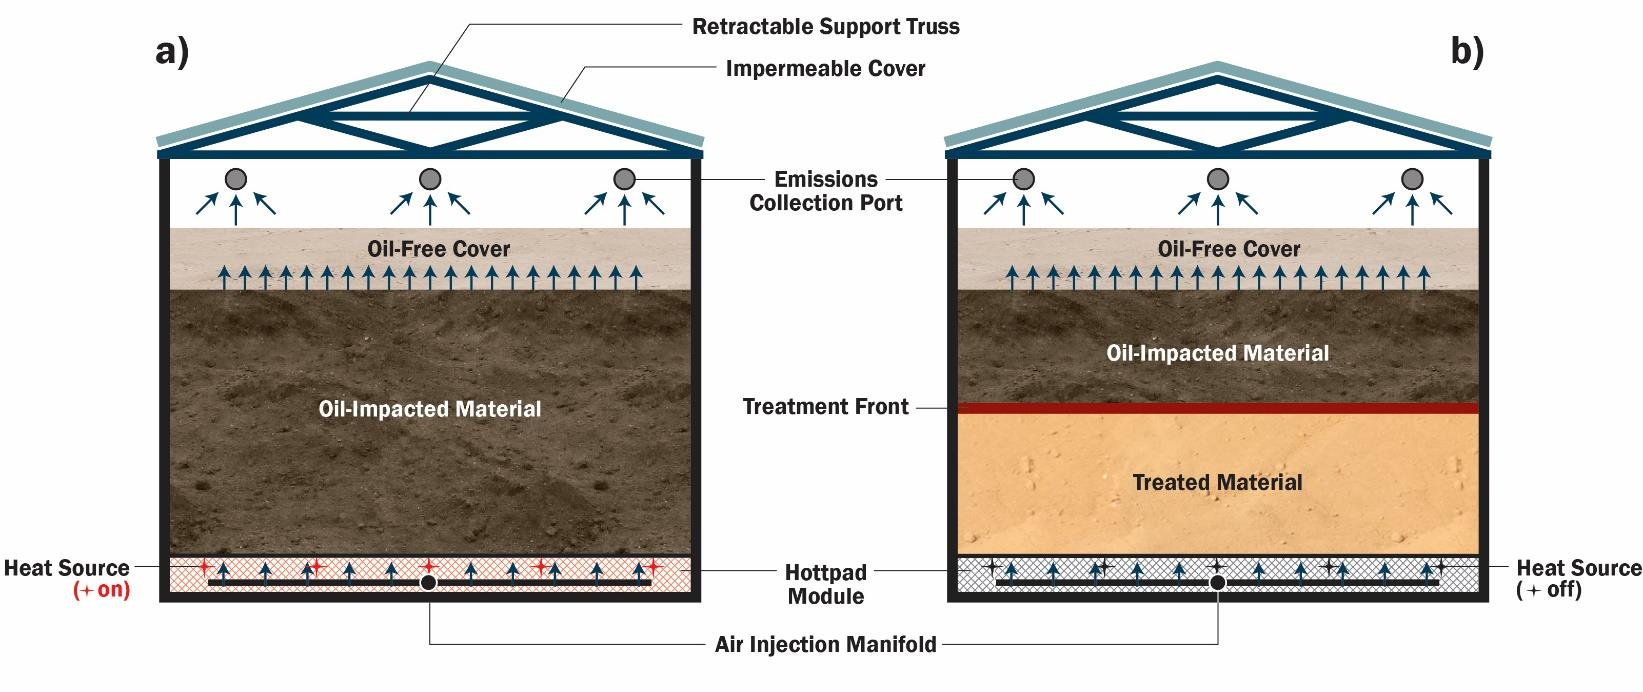 a)
Retractable Support Truss
b)
Impermeable Cover
Emissions
Collection Port
Oil-Free Cover
Oil-Free Cover
Oil-Impacted Material
Oil-Impacted Material
Treatment Front
Treated Material
Heat Source
(+ on)
Hottpad
Module
Heat Source
(+ off)
Air Injection Manifold